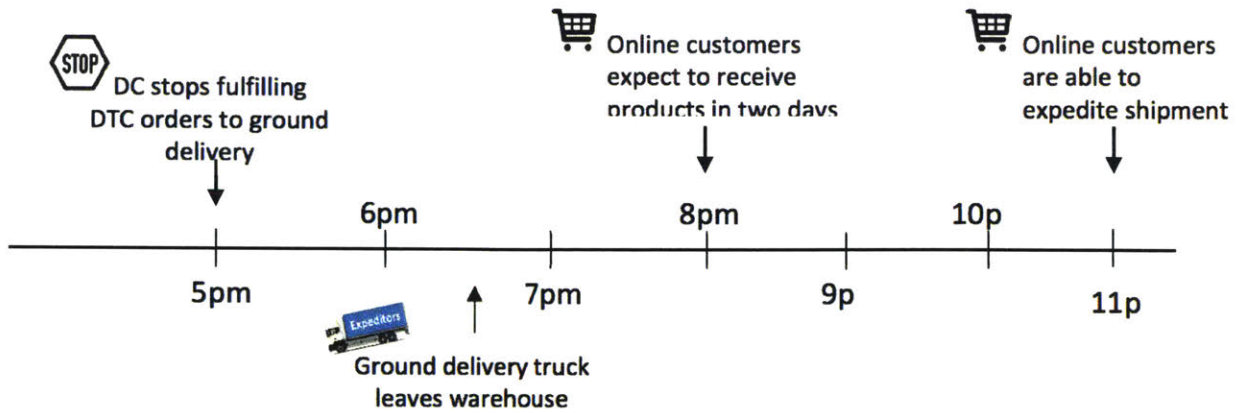 STOP
DC stops fulfilling
DTC orders to ground
delivery
Online customers
expect to receive
products in two days
Online customers
are able to
expedite shipment
6pm
8pm
10p
5pm
7pm
9p
11p
Expeditors
Ground delivery truck
leaves warehouse